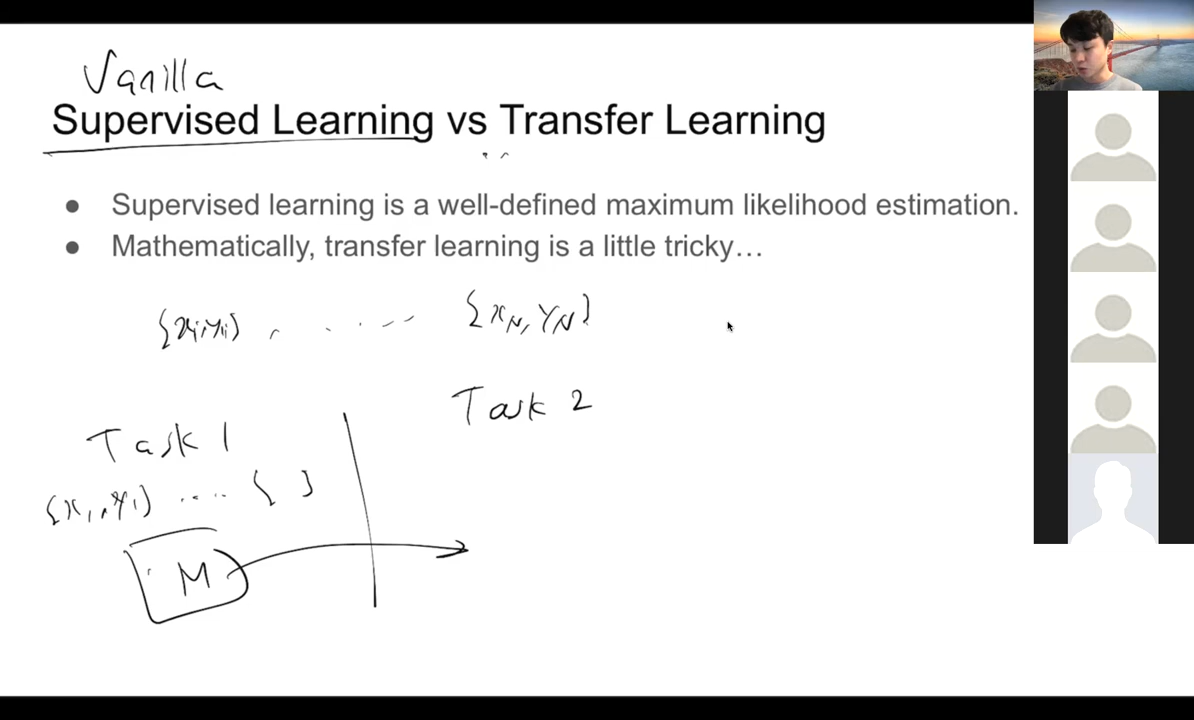 Vanilla
Supervised Learning vs Transfer Learning
● Supervised learning is a well-defined maximum likelihood estimation.
● Mathematically, transfer learning is a little tricky…
{x1, y1} , . . . . {xN, YN}
Task 2
Task 1
{x1, y1} .... { }
M